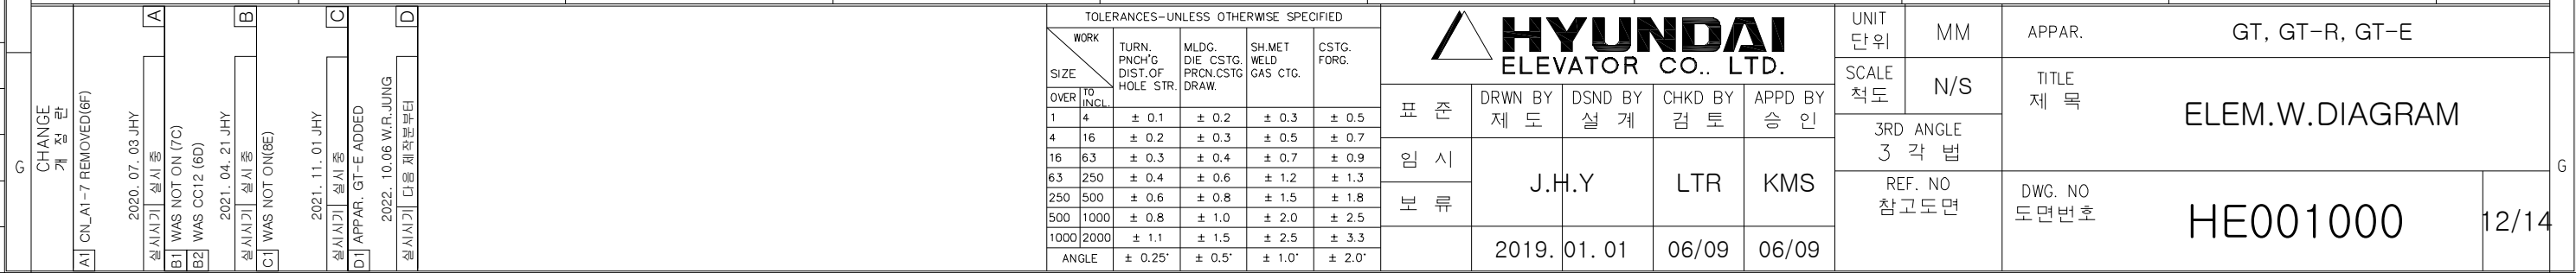 G
CHANGE
개 정 란
A1 CN_A1-7 REMOVED(6F)
2020. 07. 03 JHY
실시시기 실시 중
A
B1 WAS NOT ON (7C)
B2 WAS CC12 (6D)
2021. 04. 21 JHY
실시시기 실시 중
B
C1 WAS NOT ON(8E)
2021. 11. 01 JHY
실시시기 실시 중
C
D1 APPAR. GT-E ADDED
2022. 10.06 W.R.JUNG
실시시기 다음 제작분부터
D
TOLERANCES-UNLESS OTHERWISE SPECIFIED
WORK
SIZE
OVER TO INCL.
TURN.
PNCH'G
DIST.OF
HOLE STR.
MLDG.
DIE CSTG.
PRCN.CSTG
DRAW.
SH.MET
WELD
GAS CTG.
CSTG.
FORG.
1 4 ± 0.1 ± 0.2 ± 0.3 ± 0.5
4 16 ± 0.2 ± 0.3 ± 0.5 ± 0.7
16 63 ± 0.3 ± 0.4 ± 0.7 ± 0.9
63 250 ± 0.4 ± 0.6 ± 1.2 ± 1.3
250 500 ± 0.6 ± 0.8 ± 1.5 ± 1.8
500 1000 ± 0.8 ± 1.0 ± 2.0 ± 2.5
1000 2000 ± 1.1 ± 1.5 ± 2.5 ± 3.3
ANGLE ± 0.25° ± 0.5° ± 1.0° ± 2.0°
HYUNDAI
ELEVATOR CO.. LTD.
표 준
임 시
보 류
DRWN BY
제 도
DSND BY
설 계
CHKD BY
검 토
APPD BY
승 인
J.H.Y LTR KMS
2019. 01. 01 06/09 06/09
UNIT
단위
MM
SCALE
척도
N/S
3RD ANGLE
3 각 법
REF. NO
참고도면
APPAR. GT, GT-R, GT-E
TITLE
제 목
ELEM.W.DIAGRAM
DWG. NO
도면번호
HE001000
12/14
G